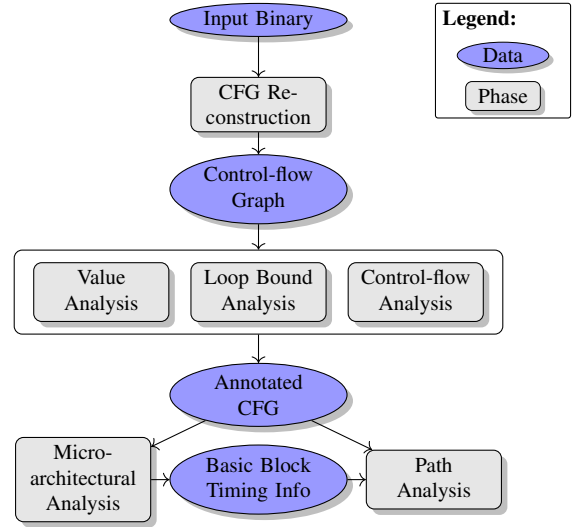 Input Binary
Legend:
Data
Phase
CFG Re-
construction
Control-flow
Graph
Value
Analysis
Loop Bound
Analysis
Control-flow
Analysis
Annotated
CFG
Micro-
architectural
Analysis
Basic Block
Timing Info
Path
Analysis